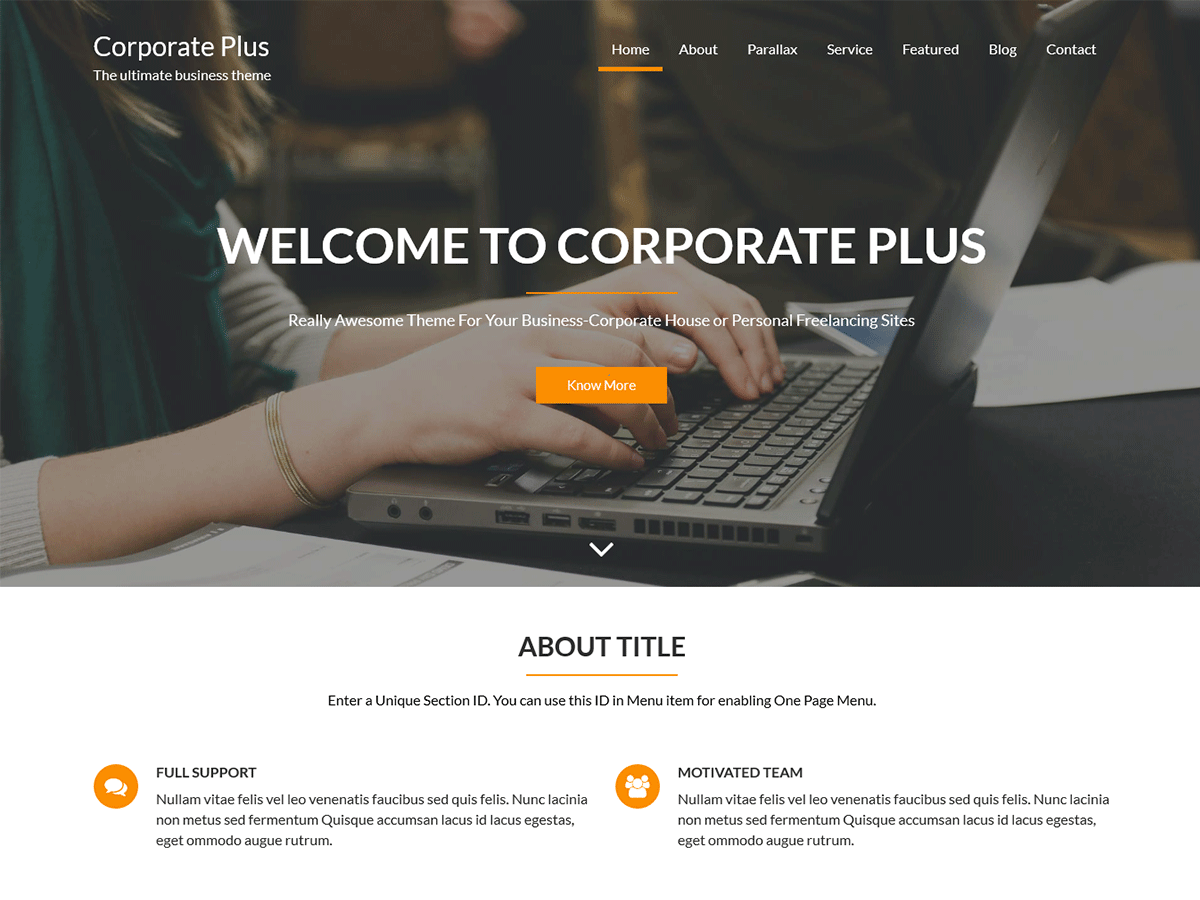 Corporate Plus
The ultimate business theme
Home About Parallax Service Featured Blog Contact
WELCOME TO CORPORATE PLUS
Really Awesome Theme For Your Business-Corporate House or Personal Freelancing Sites
Know More
ABOUT TITLE
Enter a Unique Section ID. You can use this ID in Menu item for enabling One Page Menu.
FULL SUPPORT
Nullam vitae felis vel leo venenatis faucibus sed quis felis. Nunc lacinia
non metus sed fermentum Quisque accumsan lacus id lacus egestas,
eget ommodo augue rutrum.
MOTIVATED TEAM
Nullam vitae felis vel leo venenatis faucibus sed quis felis. Nunc lacinia
non metus sed fermentum Quisque accumsan lacus id lacus egestas,
eget ommodo augue rutrum.